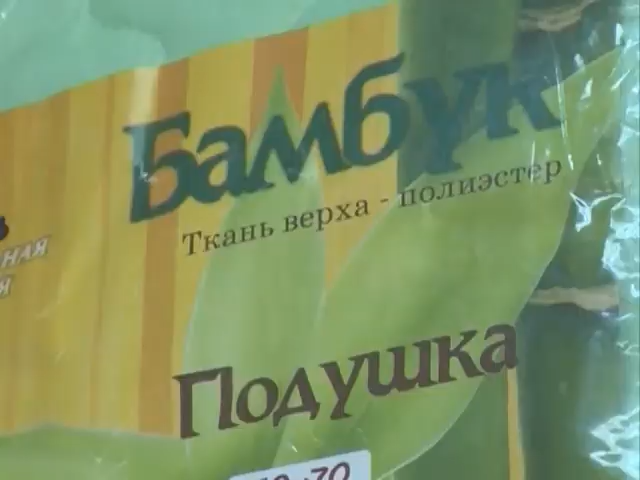 Бамбук
Ткань верха - полиэстер
Подушка